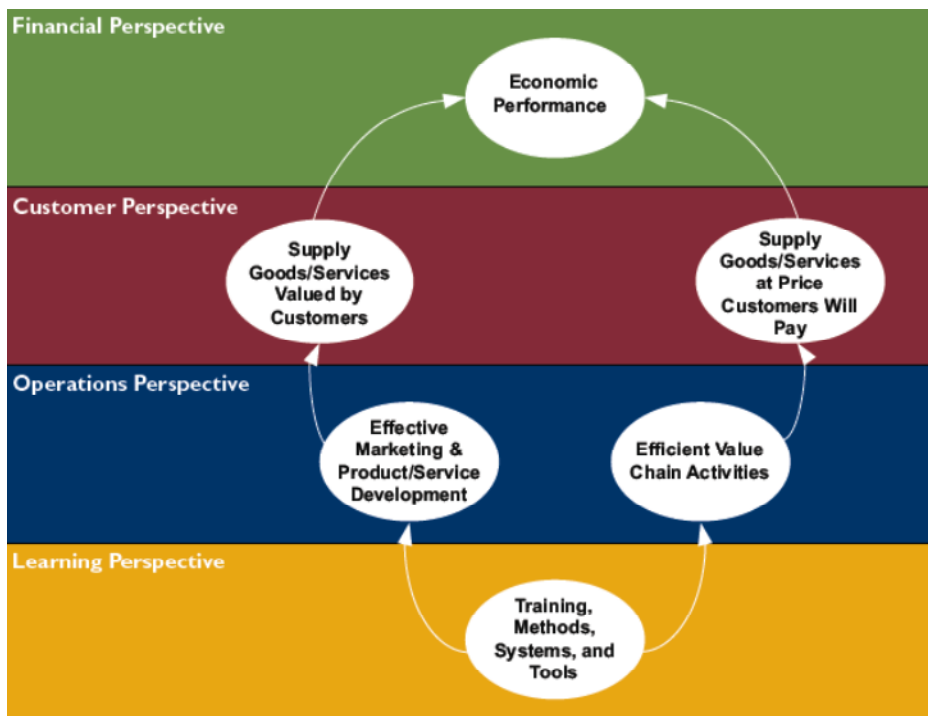 Financial Perspective
Economic
Performance
Customer Perspective
Supply
Goods/Services
Valued by
Customers
Supply
Goods/Services
at Price
Customers Will
Pay
Operations Perspective
Effective
Marketing &
Product/Service
Development
Efficient Value
Chain Activities
Learning Perspective
Training,
Methods,
Systems, and
Tools